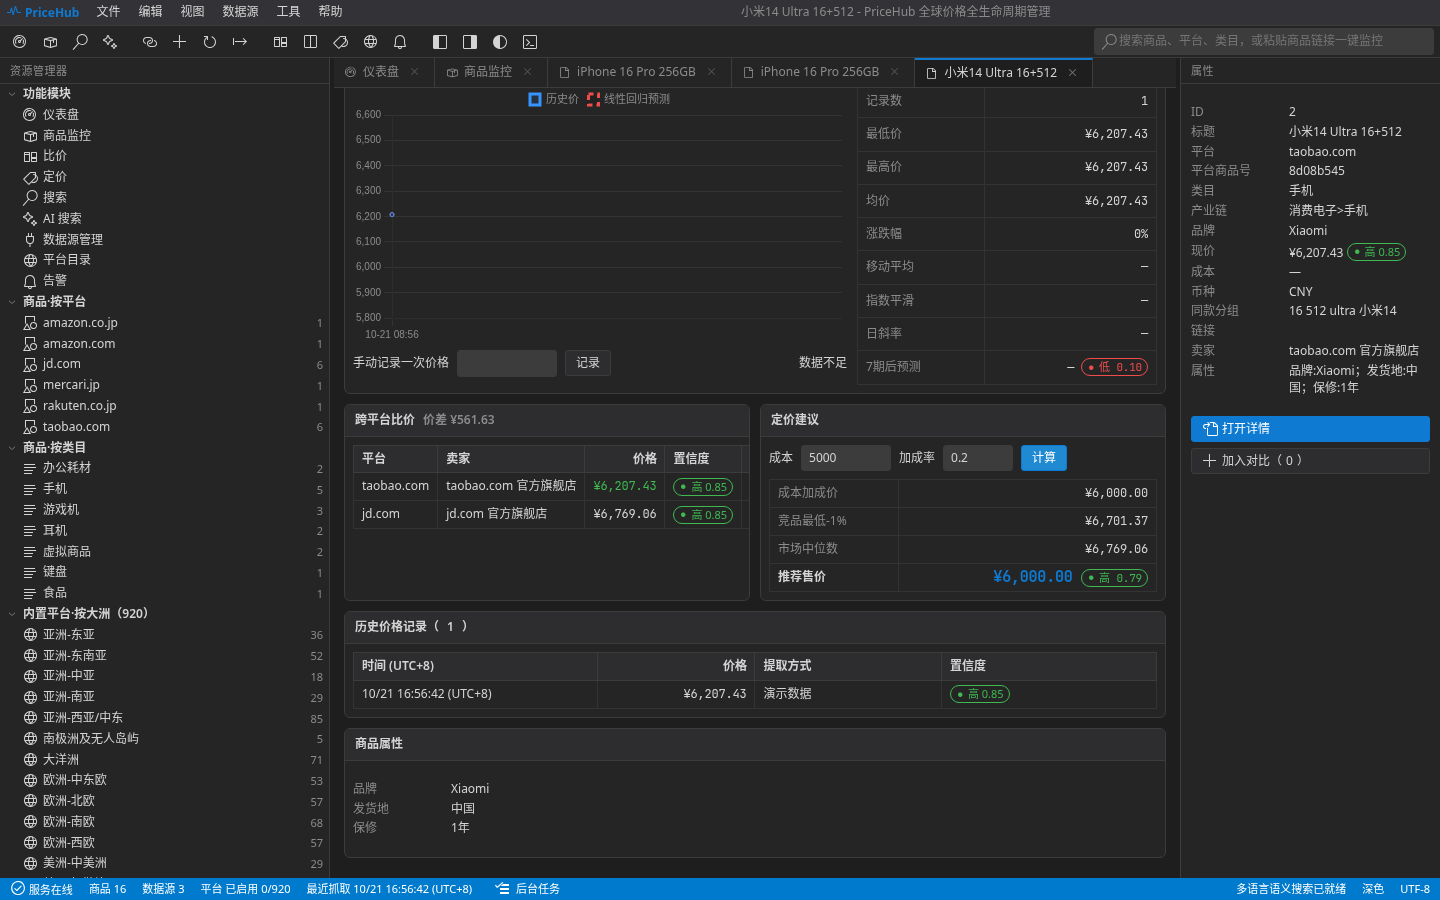 PriceHub 文件 编辑 视图 数据源 工具 帮助 小米14 Ultra 16+512 - PriceHub 全球价格全生命周期管理
搜索商品、平台、类目，或粘贴商品链接一键监控
资源管理器
功能模块
仪表盘
商品监控
比价
定价
搜索
AI 搜索
数据源管理
平台目录
告警
商品·按平台
amazon.co.jp 1
amazon.com 1
jd.com 6
mercari.jp 1
rakuten.co.jp 1
taobao.com 6
商品·按类目
办公耗材 2
手机 5
游戏机 3
耳机 2
虚拟商品 2
键盘 1
食品 1
内置平台·按大洲（920）
亚洲-东亚 36
亚洲-东南亚 52
亚洲-中亚 18
亚洲-南亚 29
亚洲-西亚/中东 85
南极洲及无人岛屿 5
大洋洲 71
欧洲-中东欧 53
欧洲-北欧 57
欧洲-南欧 68
欧洲-西欧 57
美洲-中美洲 29
仪表盘 商品监控 iPhone 16 Pro 256GB iPhone 16 Pro 256GB 小米14 Ultra 16+512
历史价 线性回归预测
6,600
6,500
6,400
6,300
6,200
6,100
6,000
5,900
5,800
10-21 08:56
手动记录一次价格 记录 数据不足
记录数 1
最低价 ¥6,207.43
最高价 ¥6,207.43
均价 ¥6,207.43
涨跌幅 0%
移动平均 —
指数平滑 —
日斜率 —
7期后预测 — 低 0.10
跨平台比价 价差 ¥561.63
平台 卖家 价格 置信度
taobao.com taobao.com 官方旗舰店 ¥6,207.43 高 0.85
jd.com jd.com 官方旗舰店 ¥6,769.06 高 0.85
定价建议
成本 5000 加成率 0.2 计算
成本加成价 ¥6,000.00
竞品最低-1% ¥6,701.37
市场中位数 ¥6,769.06
推荐售价 ¥6,000.00 高 0.79
历史价格记录（ 1 ）
时间 (UTC+8) 价格 提取方式 置信度
10/21 16:56:42 (UTC+8) ¥6,207.43 演示数据 高 0.85
商品属性
品牌 Xiaomi
发货地 中国
保修 1年
属性
ID 2
标题 小米14 Ultra 16+512
平台 taobao.com
平台商品号 8d08b545
类目 手机
产业链 消费电子>手机
品牌 Xiaomi
现价 ¥6,207.43 高 0.85
成本 —
币种 CNY
同款分组 16 512 ultra 小米14
链接
卖家 taobao.com 官方旗舰店
属性 品牌:Xiaomi；发货地:中
国；保修:1年
打开详情
加入对比（ 0 ）
服务在线 商品 16 数据源 3 平台 已启用 0/920 最近抓取 10/21 16:56:42 (UTC+8) 后台任务 多语言语义搜索已就绪 深色 UTF-8